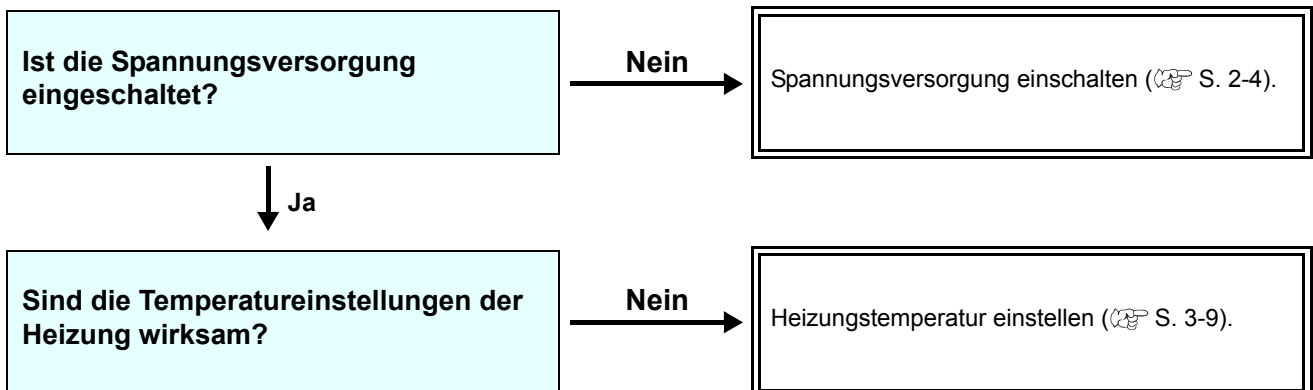 Ist die Spannungsversorgung
eingeschaltet?
Nein
Spannungsversorgung einschalten (☞ S. 2-4).
Ja
Sind die Temperatureinstellungen der
Heizung wirksam?
Nein
Heizungstemperatur einstellen (☞ S. 3-9).